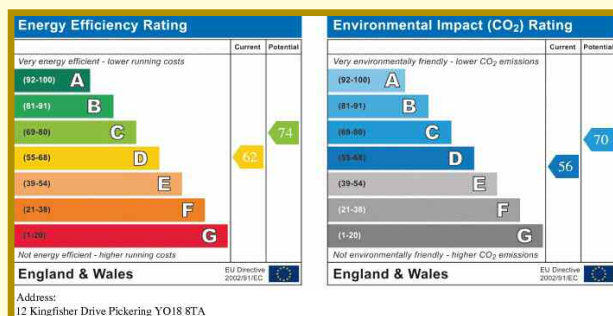 Energy Efficiency Rating
Current Potential
Very energy efficient - lower running costs
(92-100) A
(81-91) B
(69-80) C
74
(55-68) D
62
(39-54) E
(21-38) F
(1-20) G
Not energy efficient - higher running costs
England & Wales
EU Directive
2002/91/EC
Environmental Impact (CO₂) Rating
Current Potential
Very environmentally friendly - lower CO₂ emissions
(92-100) A
(81-91) B
(69-80) C
70
(55-68) D
56
(39-54) E
(21-38) F
(1-20) G
Not environmentally friendly - higher CO₂ emissions
England & Wales
EU Directive
2002/91/EC
Address:
12 Kingfisher Drive Pickering YO18 8TA